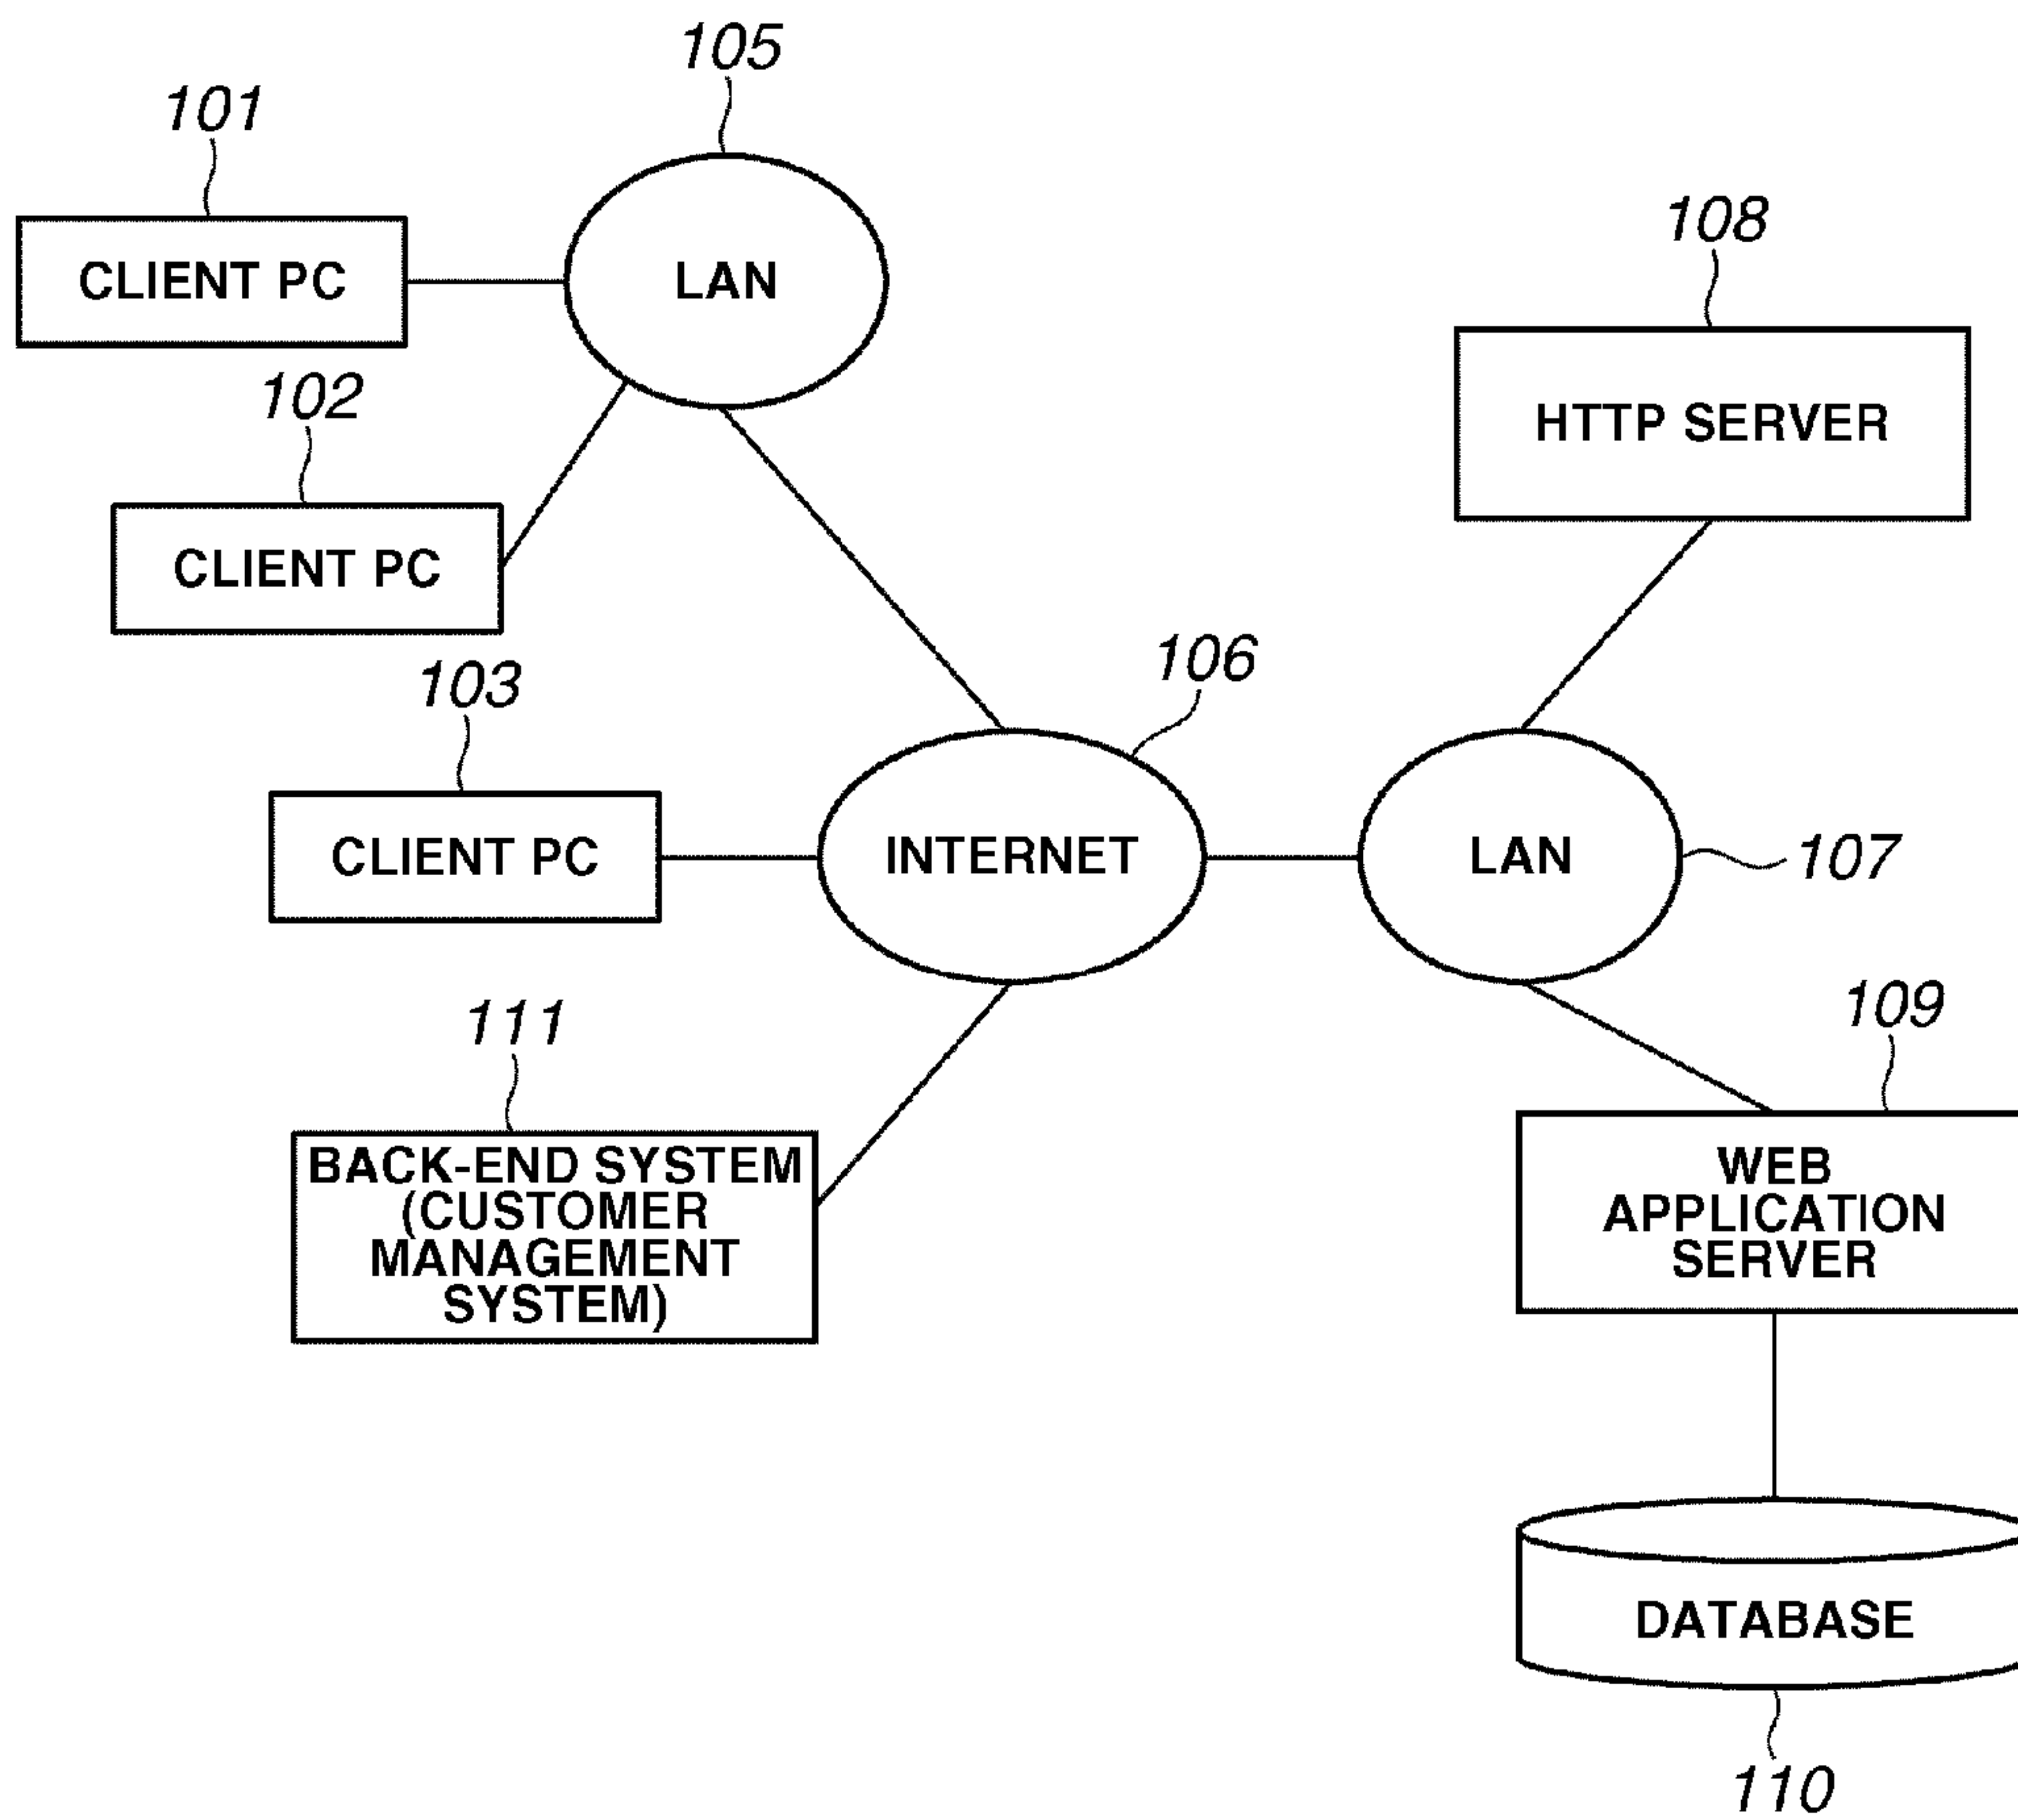 105
101
CLIENT PC
LAN
108
102
HTTP SERVER
CLIENT PC
103
106
CLIENT PC
INTERNET
LAN
107
111
109
BACK-END SYSTEM
(CUSTOMER
MANAGEMENT
SYSTEM)
WEB
APPLICATION
SERVER
DATABASE
110